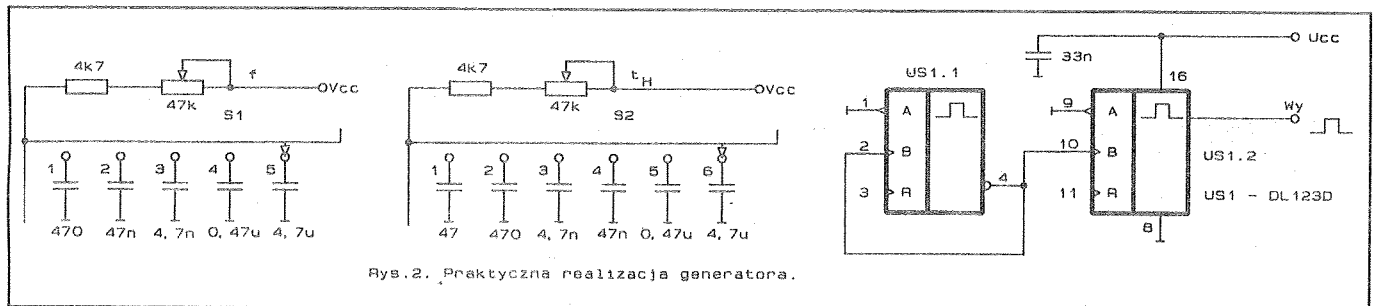 4k7
47k
f
Vcc
S1
1 2 3 4 5
470 47n 4,7n 0,47u 4,7u
4k7
47k
t H
Vcc
S2
1 2 3 4 5 6
47 470 4,7n 47n 0,47u 4,7u
US1.1
1 A
2 B
3 R
4
33n
Ucc
16
9 A
10 B
11 R
8
Wy
US1.2
US1 - DL123D
Rys.2. Praktyczna realizacja generatora.